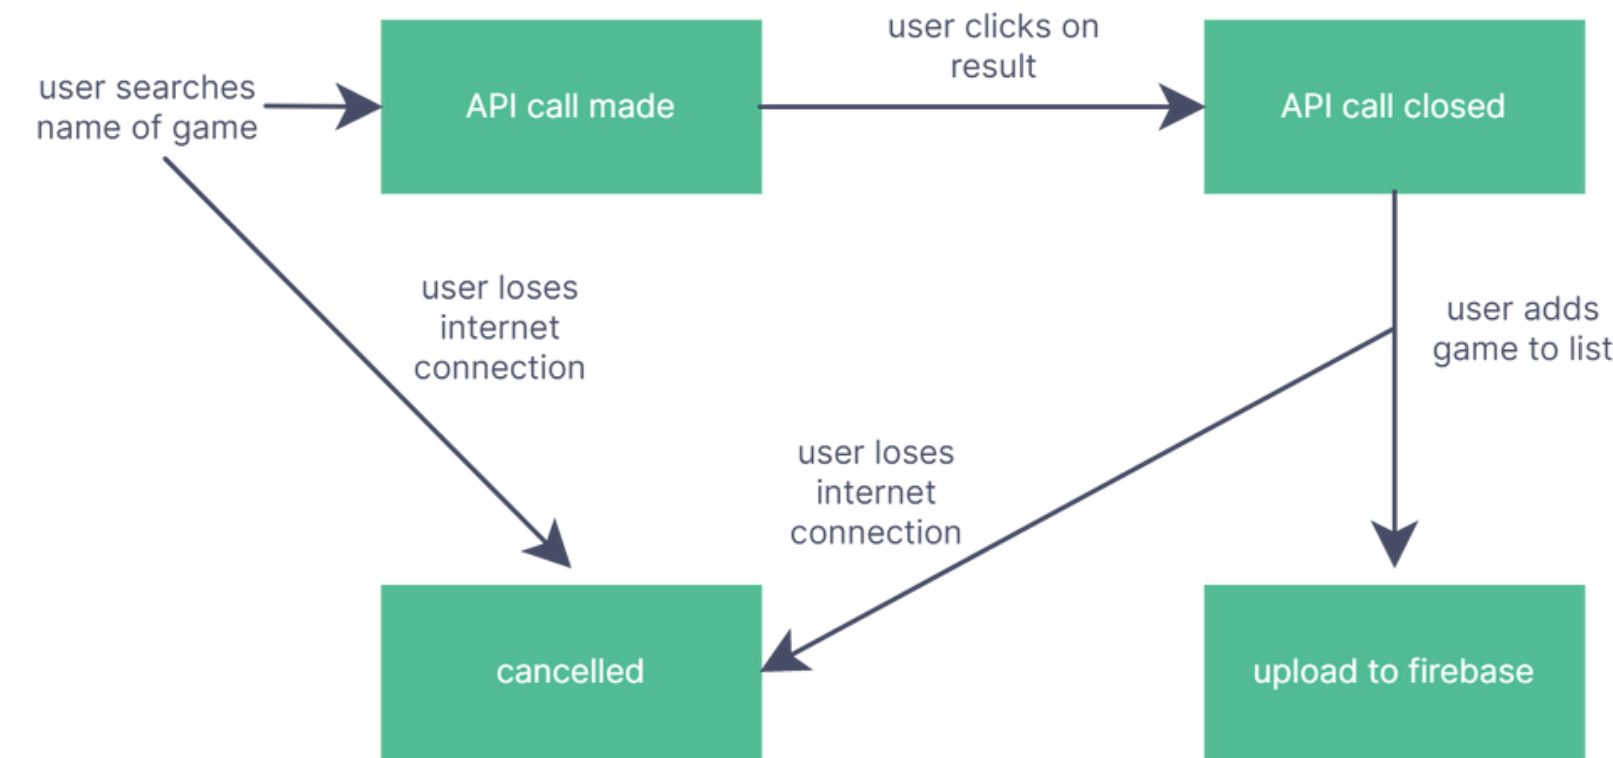 user searches
name of game
API call made
user clicks on
result
API call closed
user loses
internet
connection
user adds
game to list
user loses
internet
connection
cancelled
upload to firebase